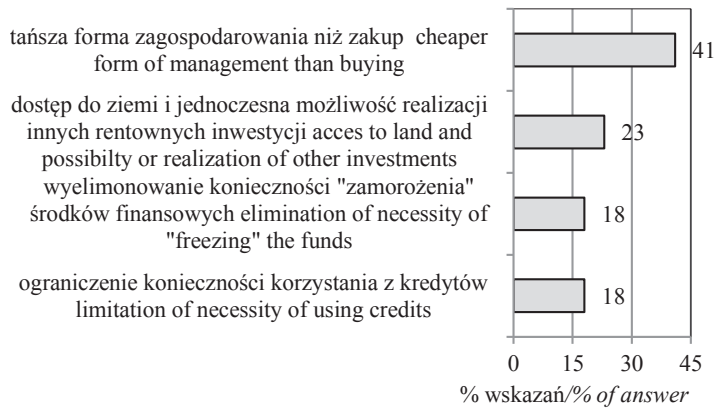 tańsza forma zagospodarowania niż zakup cheaper
form of management than buying
41
dostęp do ziemi i jednoczesna możliwość realizacji
innych rentownych inwestycji acces to land and
possibilty or realization of other investments
23
wyelimonowanie konieczności "zamorożenia"
środków finansowych elimination of necessity of
"freezing" the funds
18
ograniczenie konieczności korzystania z kredytów
limitation of necessity of using credits
18
0 15 30 45
% wskazań/% of answer